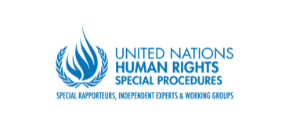 UNITED NATIONS
HUMAN RIGHTS
SPECIAL PROCEDURES
SPECIAL RAPPORTEURS, INDEPENDENT EXPERTS & WORKING GROUPS